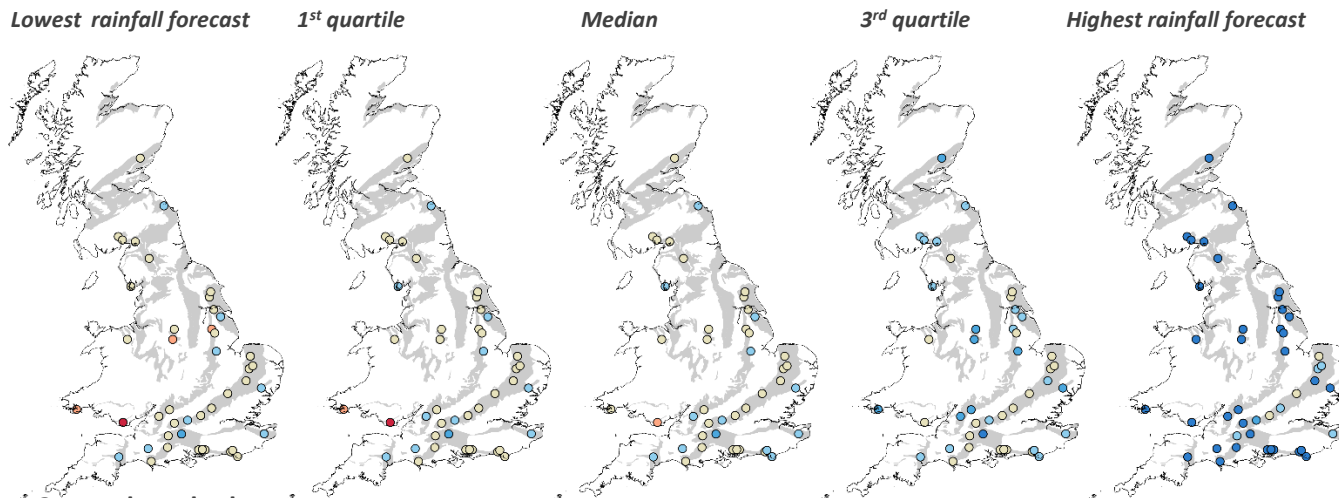 Lowest rainfall forecast
1st quartile
Median
3rd quartile
Highest rainfall forecast